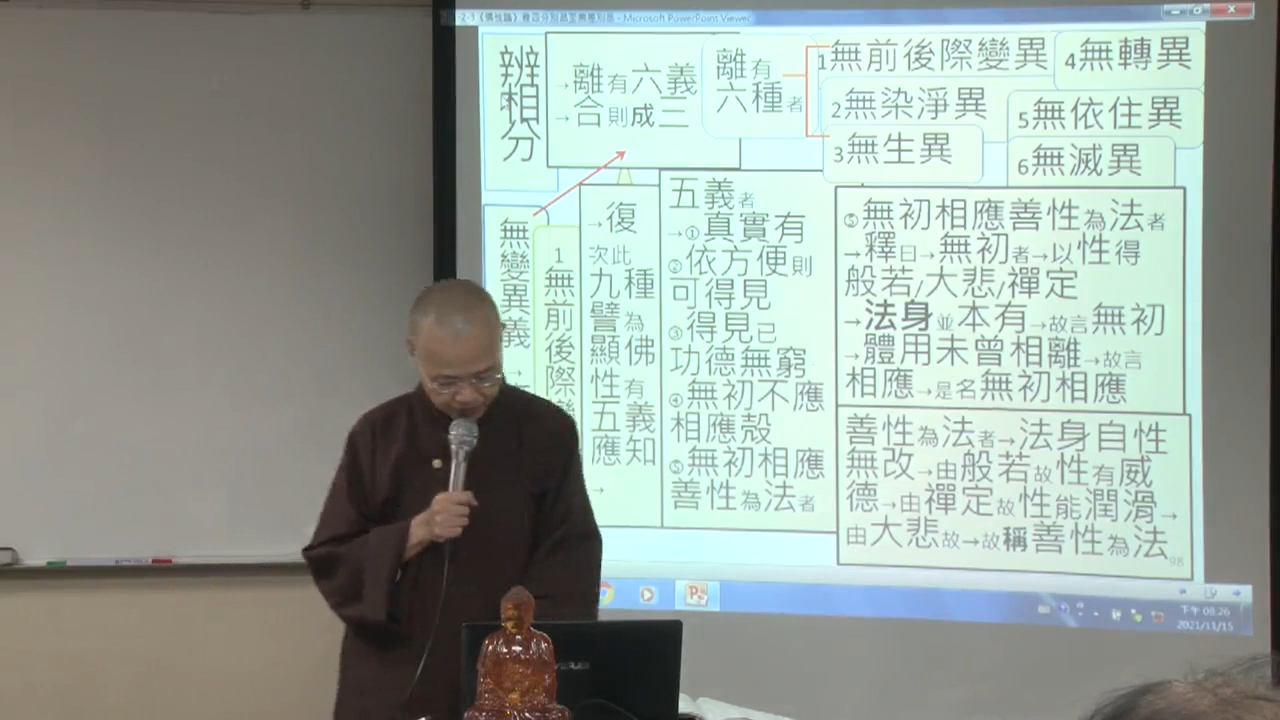 2-3《佛性論》卷四分別品至無差別品 - Microsoft PowerPoint Viewer
辨相分
→離有六義
→合則成三
離有
六種者
1無前後際變異
2無染淨異
3無生異
4無轉異
5無依住異
6無滅異
無變異義
→
1無前後際變
→復
次此
九種
譬為
顯佛
性有
五義
應知
→
五義者
→①真實有
②依方便則
可得見
③得見已
功德無窮
④無初不應
相應殼
⑤無初相應
善性為法者
⑤無初相應善性為法者
→釋曰→無初者→以性得
般若/大悲/禪定
→法身並本有→故言無初
→體用未曾相離→故言
相應→是名無初相應
善性為法者→法身自性
無改→由般若故性有威
德→由禪定故性能潤滑→
由大悲故→故稱善性為法
98
下午 08:26
2021/11/15